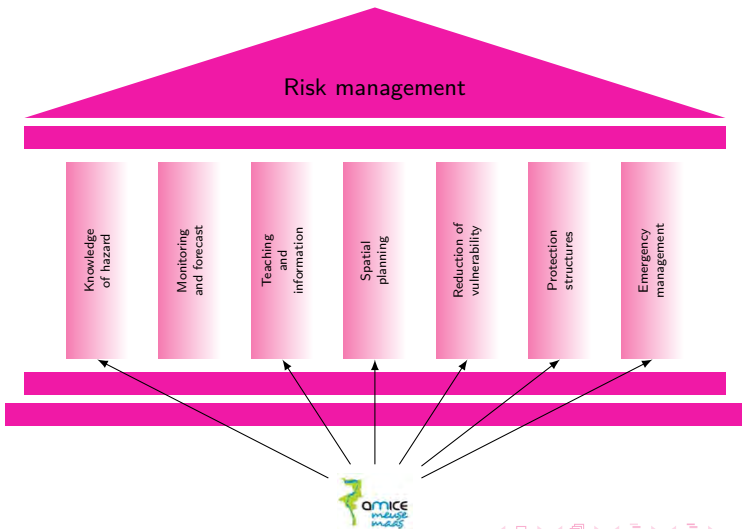 Risk management
Knowledge
of hazard
Monitoring
and forecast
Teaching
and
information
Spatial
planning
Reduction of
vulnerability
Protection
structures
Emergency
management
amice
meuse
maas